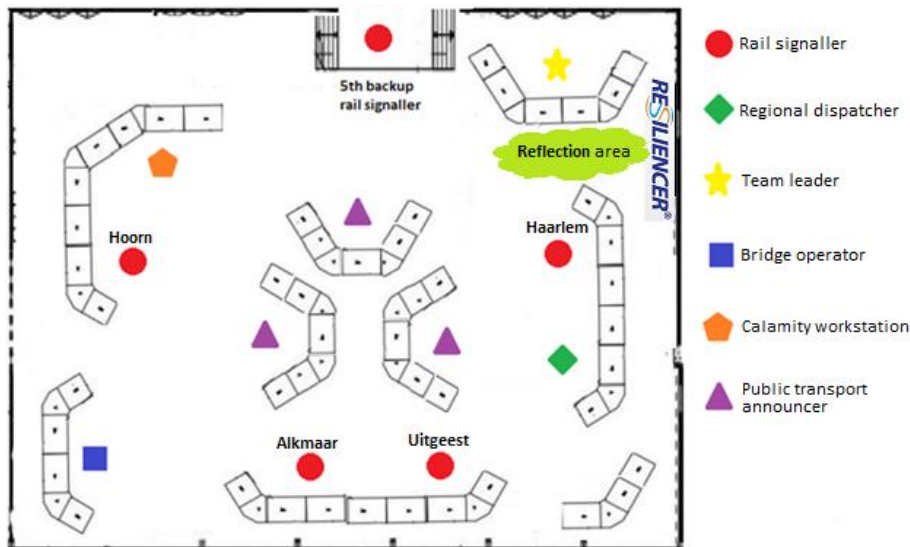 5th backup
rail signaller
Reflection area
RESILIENCER®
Hoorn
Haarlem
Alkmaar
Uitgeest
Rail signaller
Regional dispatcher
Team leader
Bridge operator
Calamity workstation
Public transport
announcer